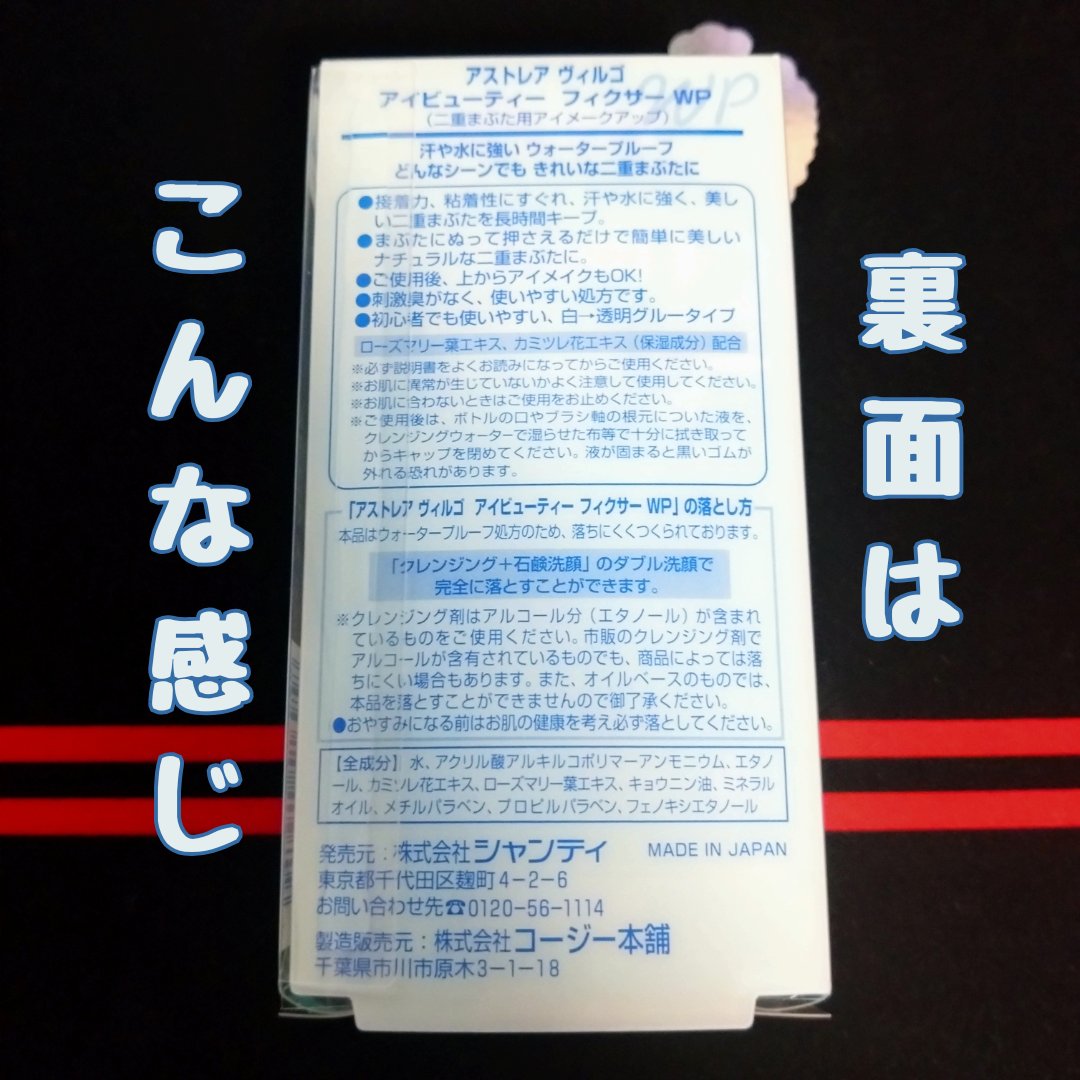 裏面は
こんな感じ
アストレア ヴィルゴ
アイビューティー フィクサー WP
(二重まぶた用アイメークアップ)
汗や水に強い ウォータープルーフ
どんなシーンでも きれいな二重まぶたに
●接着力、粘着性にすぐれ、汗や水に強く、美し
い二重まぶたを長時間キープ。
●まぶたにぬって押さえるだけで簡単に美しい
ナチュラルな二重まぶたに。
●ご使用後、上からアイメイクもOK!
●刺激臭がなく、使いやすい処方です。
●初心者でも使いやすい、白→透明グルータイプ
ローズマリー葉エキス、カミツレ花エキス(保湿成分)配合
※必ず説明書をよくお読みになってからご使用ください。
※お肌に異常が生じていないかよく注意して使用してください。
※お肌に合わないときはご使用をお止めください。
※ご使用後は、ボトルの口やブラシ軸の根元についた液を、
クレンジングウォーターで湿らせた布等で十分に拭き取って
からキャップを閉めてください。液が固まると黒いゴムが
外れる恐れがあります。
「アストレア ヴィルゴ アイビューティー フィクサー WP」の落とし方
本品はウォータープルーフ処方のため、落ちにくくつくられております。
「クレンジング+石鹸洗顔」のダブル洗顔で
完全に落とすことができます。
※クレンジング剤はアルコール分(エタノール)が含まれ
ているものをご使用ください。市販のクレンジング剤で
アルコールが含有されているものでも、商品によっては落
ちにくい場合もあります。また、オイルベースのものでは、
本品を落とすことができませんので御了承ください。
●おやすみになる前はお肌の健康を考え必ず落としてください。
【全成分】水、アクリル酸アルキルコポリマーアンモニウム、エタノ
ール、カミツレ花エキス、ローズマリー葉エキス、キョウニン油、ミネラル
オイル、メチルパラベン、プロピルパラベン、フェノキシエタノール
発売元:株式会社シャンティ MADE IN JAPAN
東京都千代田区麹町4-2-6
お問い合わせ先☎0120-56-1114
製造販売元:株式会社コージー本舗
千葉県市川市原木3-1-18